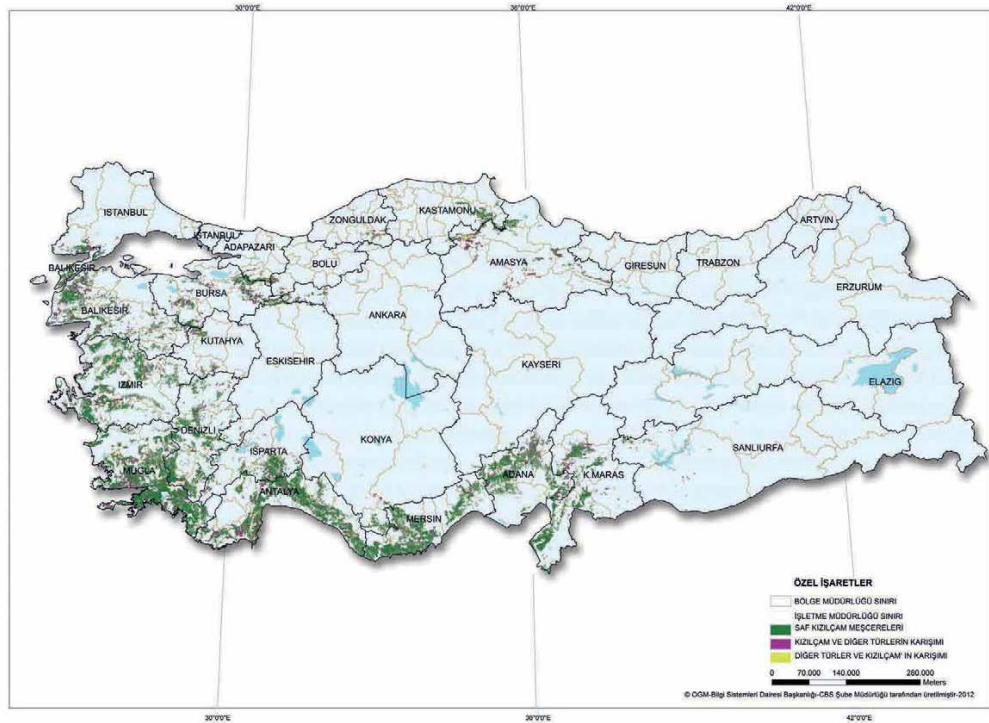 30°0'0"E
36°0'0"E
42°0'0"E
ISTANBUL
ISTANBUL
ADAPAZARI
ZONGULDAK
KASTAMONU
BOLU
AMASYA
GIRESUN
TRABZON
ARTVIN
ERZURUM
BALIKESIR
BALIKESIR
BURSA
KUTAHYA
ESKISEHIR
ANKARA
KAYSERI
ELAZIG
IZMIR
DENIZLI
ISPARTA
KONYA
SANLIURFA
MUGLA
ANTALYA
MERSIN
ADANA
K.MARAS
ÖZEL İŞARETLER
BÖLGE MÜDÜRLÜĞÜ SINIRI
İŞLETME MÜDÜRLÜĞÜ SINIRI
SAF KIZILÇAM MEŞCERELERİ
KIZILÇAM VE DİĞER TÜRLERİN KARIŞIMI
DİĞER TÜRLER VE KIZILÇAM' IN KARIŞIMI
0 70.000 140.000 280.000
Meters
© OGM-Bilgi Sistemleri Dairesi Başkanlığı-CBS Şube Müdürlüğü tarafından üretilmiştir-2012
30°0'0"E
36°0'0"E
42°0'0"E